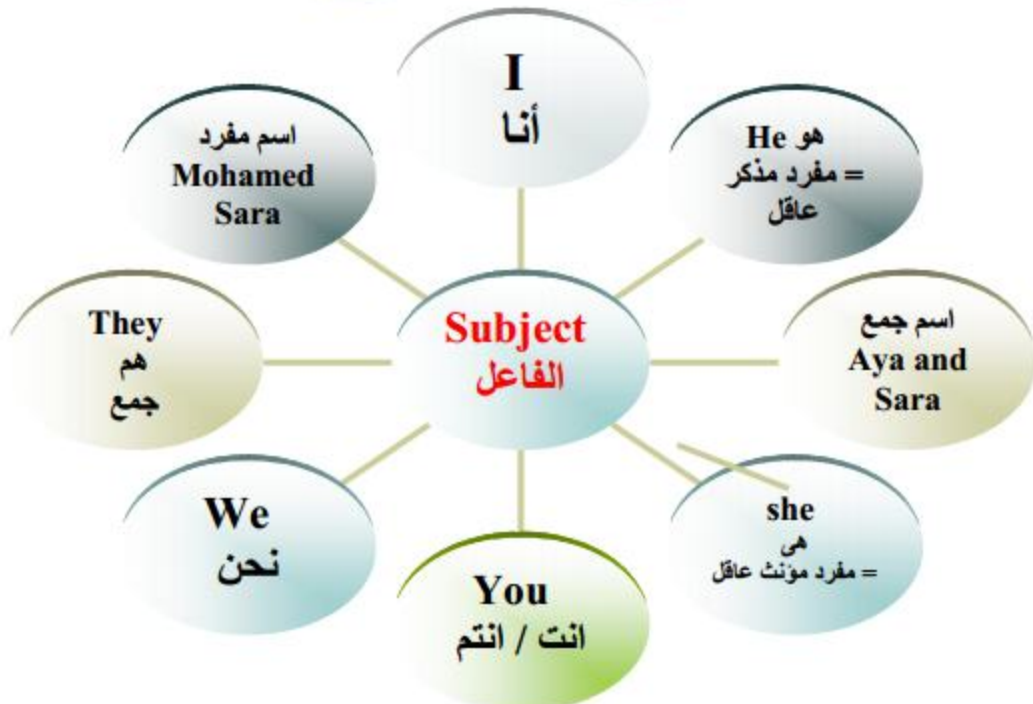 I
أنا
هو He
= مفرد مذكر
عاقل
اسم جمع
Aya and
Sara
she
هى
= مفرد مؤنث عاقل
You
انت / انتم
We
نحن
They
هم
جمع
اسم مفرد
Mohamed
Sara
Subject
الفاعل